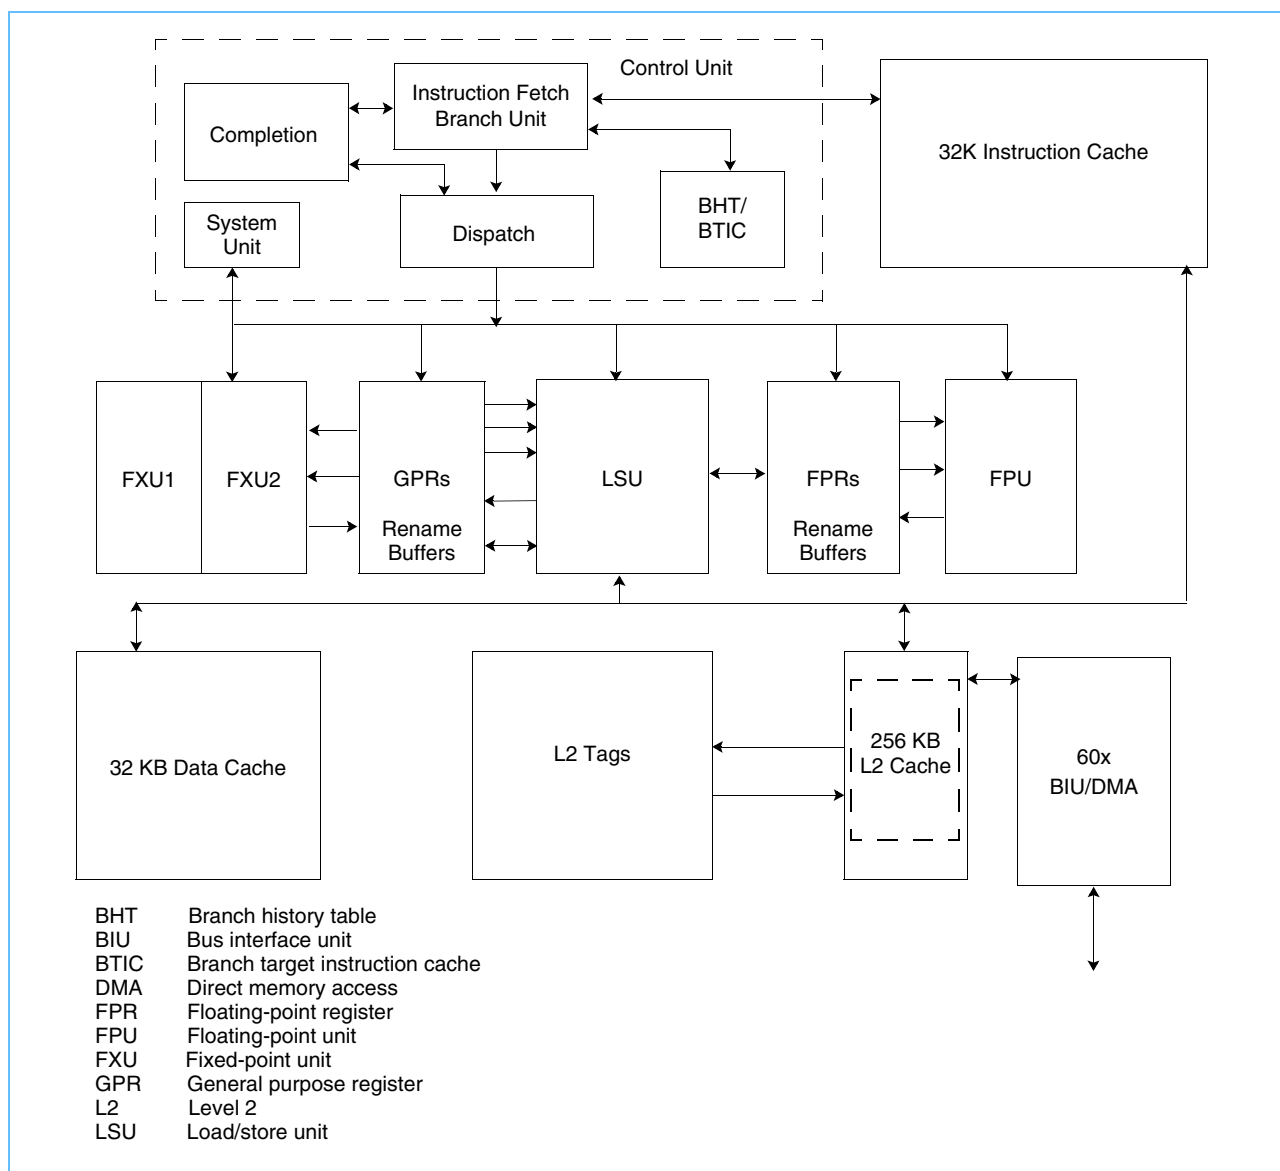 Control Unit
Instruction Fetch
Branch Unit
Completion
32K Instruction Cache
BHT/
BTIC
System
Unit
Dispatch
FXU1
FXU2
GPRs
Rename
Buffers
LSU
FPRs
Rename
Buffers
FPU
32 KB Data Cache
L2 Tags
256 KB
L2 Cache
60x
BIU/DMA
BHT Branch history table
BIU Bus interface unit
BTIC Branch target instruction cache
DMA Direct memory access
FPR Floating-point register
FPU Floating-point unit
FXU Fixed-point unit
GPR General purpose register
L2 Level 2
LSU Load/store unit